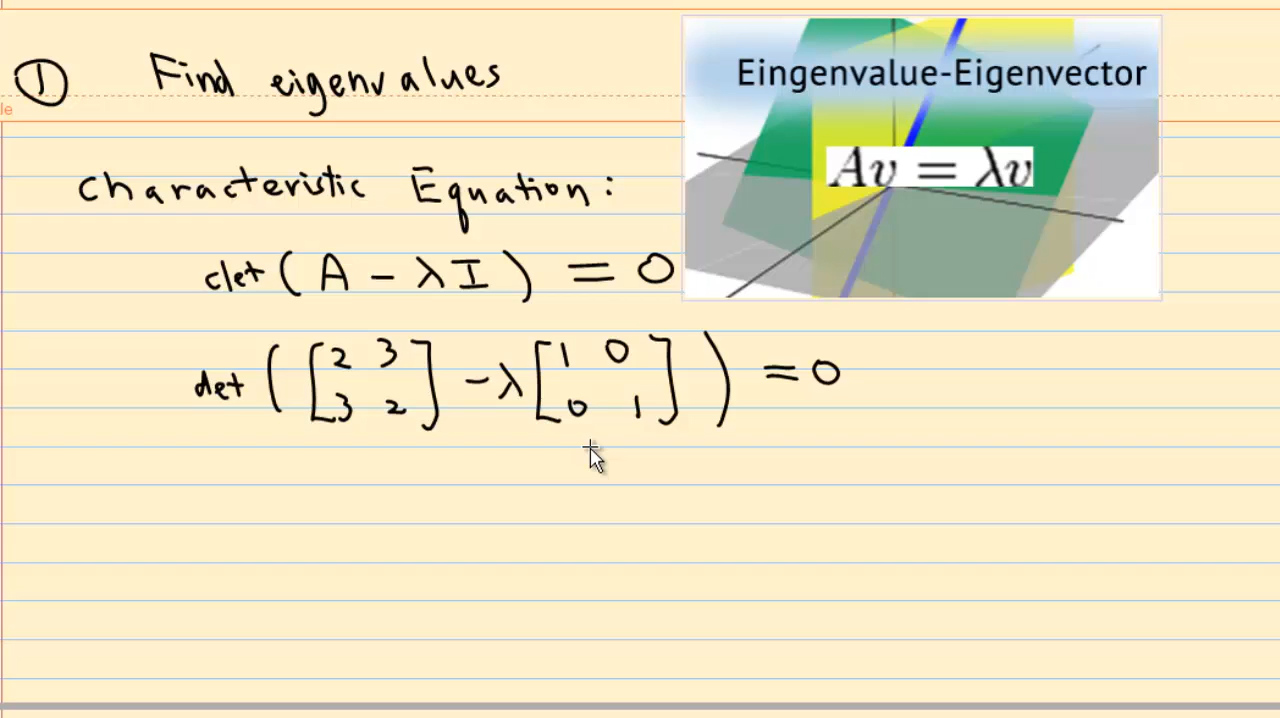 ① Find eigenvalues
Eingenvalue-Eigenvector
le
Av = λv
Characteristic Equation:
det (A - λI) = 0
det ( [ 2 3
3 2 ] - λ [ 1 0
0 1 ] ) = 0